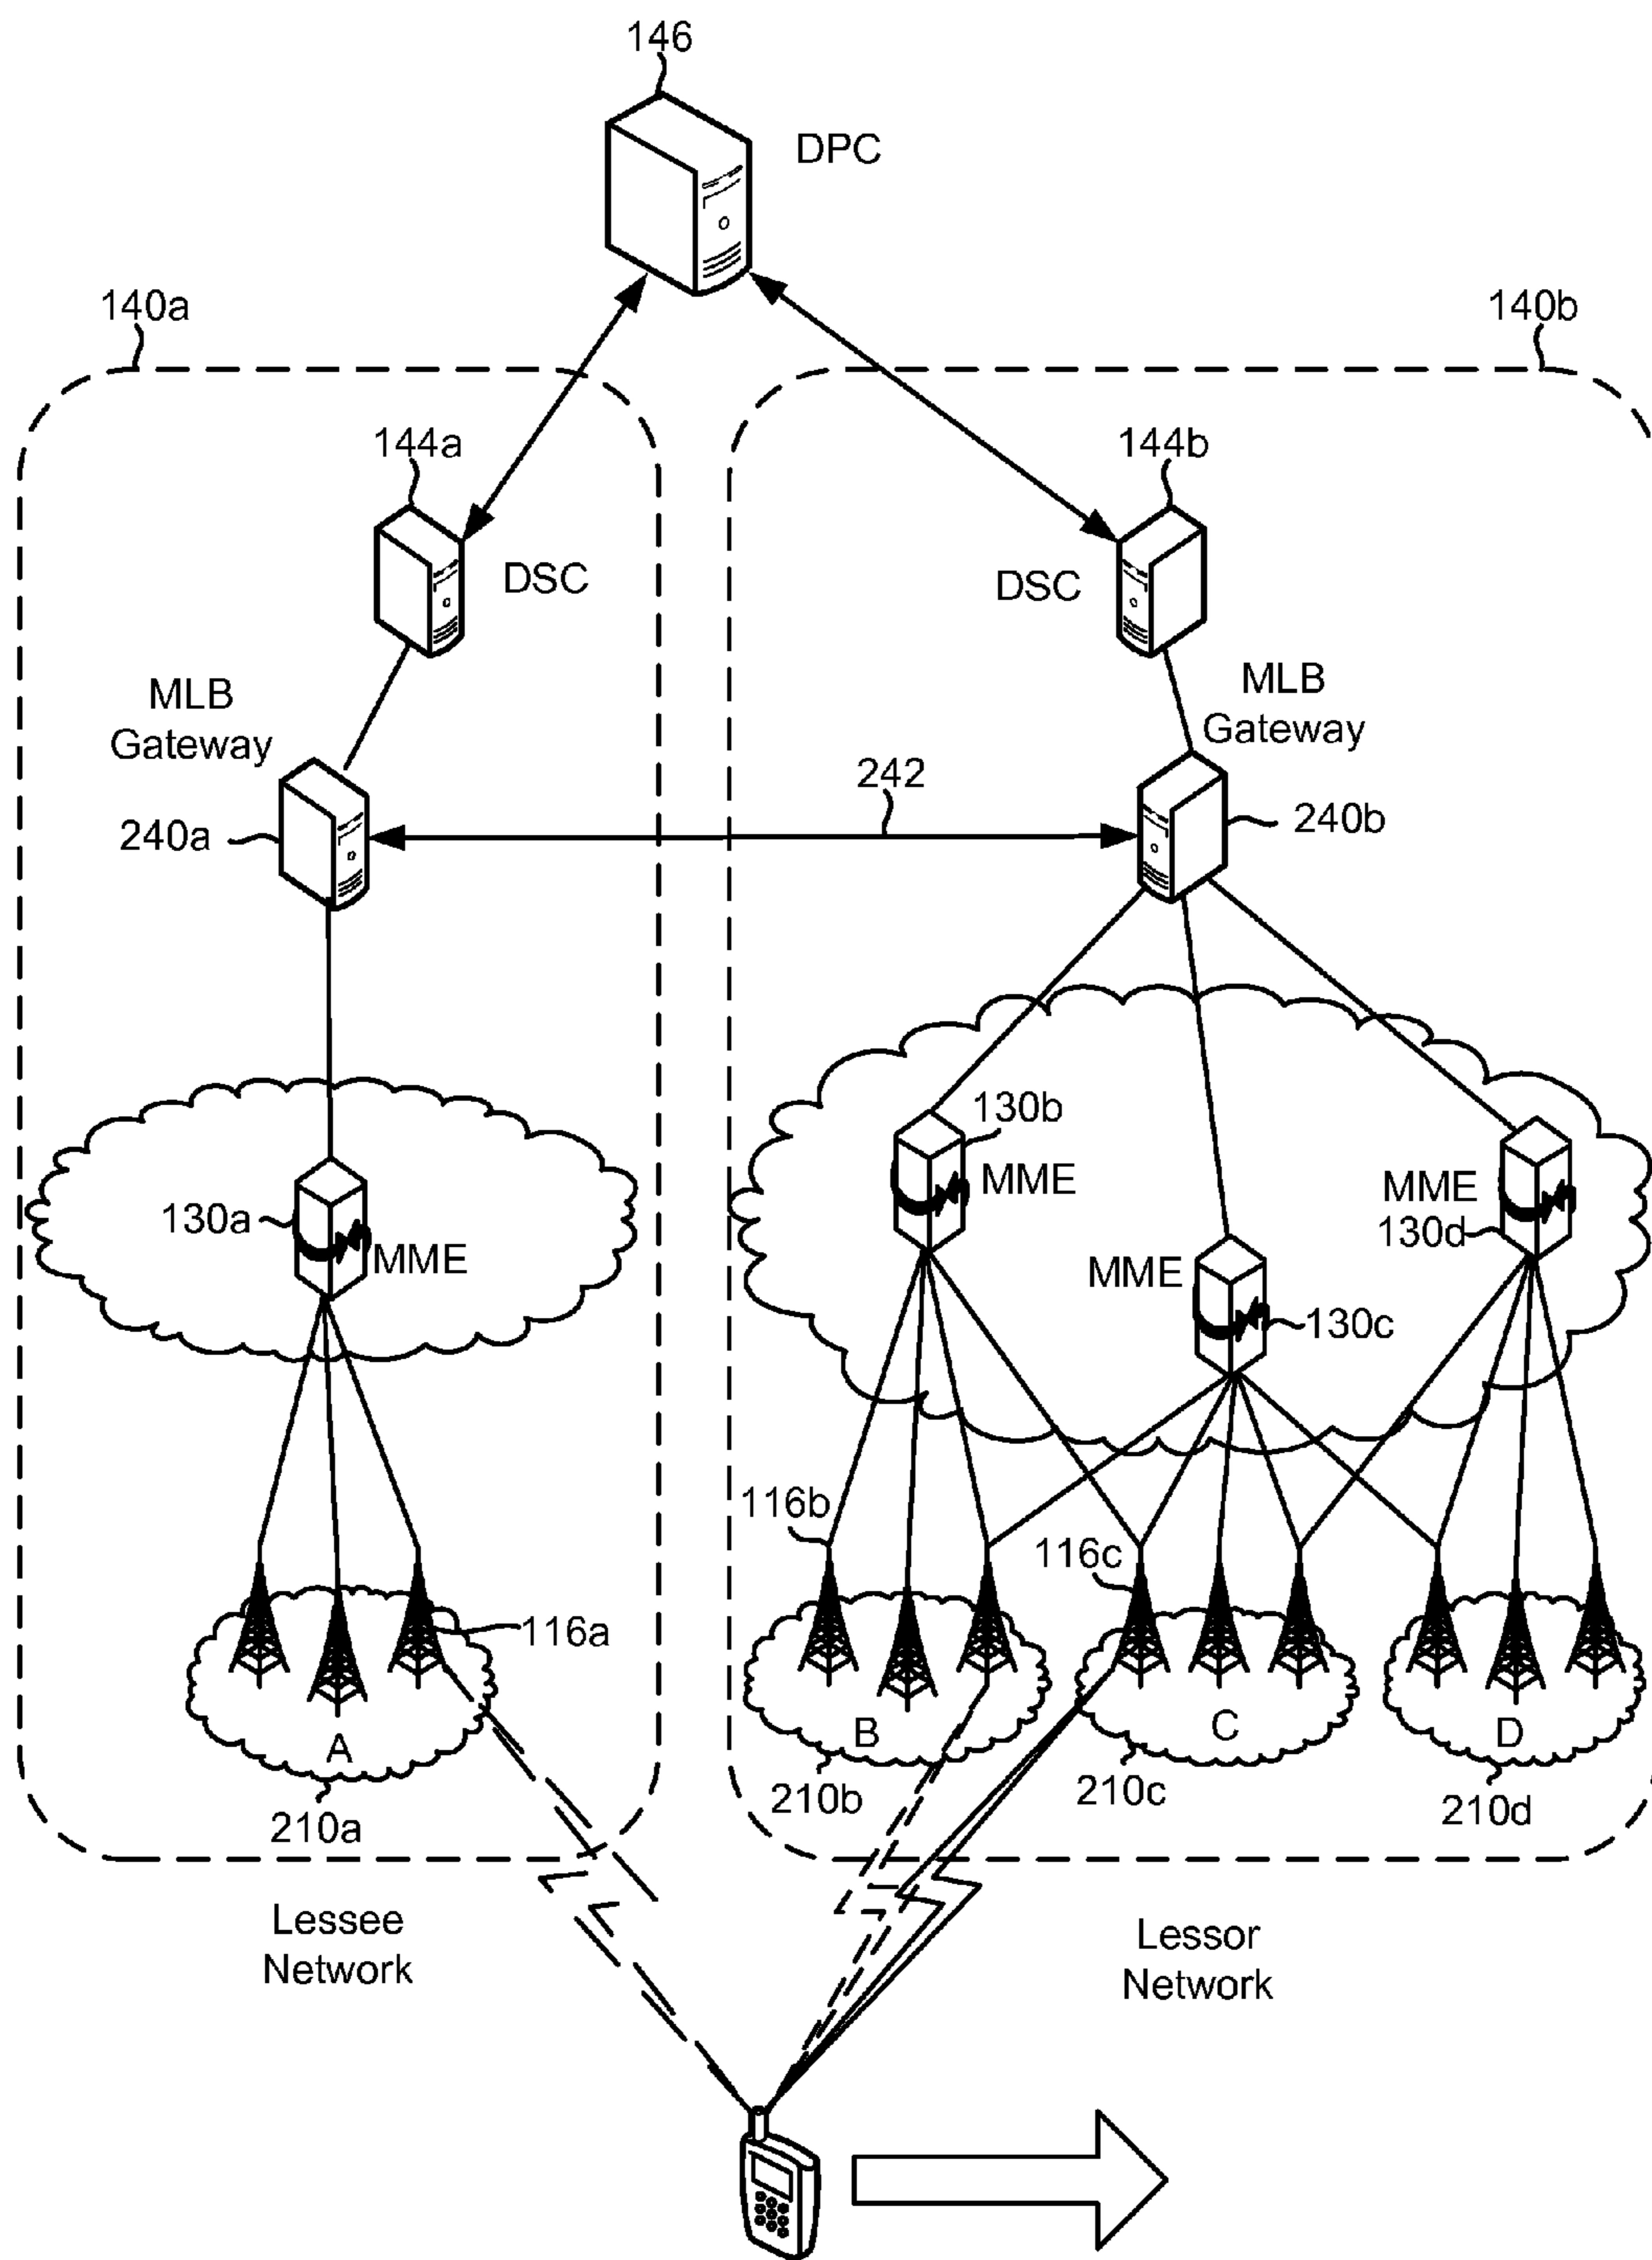 146
DPC
140a
140b
144a
144b
DSC
DSC
MLB
Gateway
MLB
Gateway
242
240a
240b
130b
MME
MME
130d
130a
MME
MME
130c
116b
116c
116a
A
B
C
D
210a
210b
210c
210d
Lessee
Network
Lessor
Network